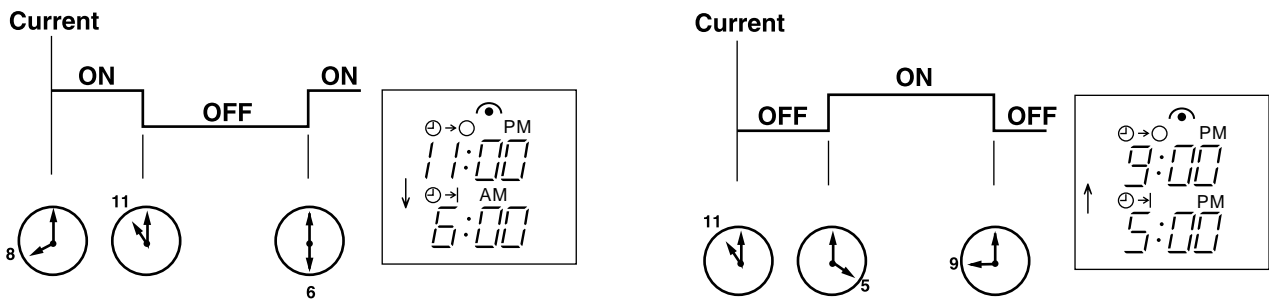 Current
ON
OFF
ON
PM
11:00
AM
6:00
8
11
6
Current
OFF
ON
OFF
PM
9:00
PM
5:00
11
5
9